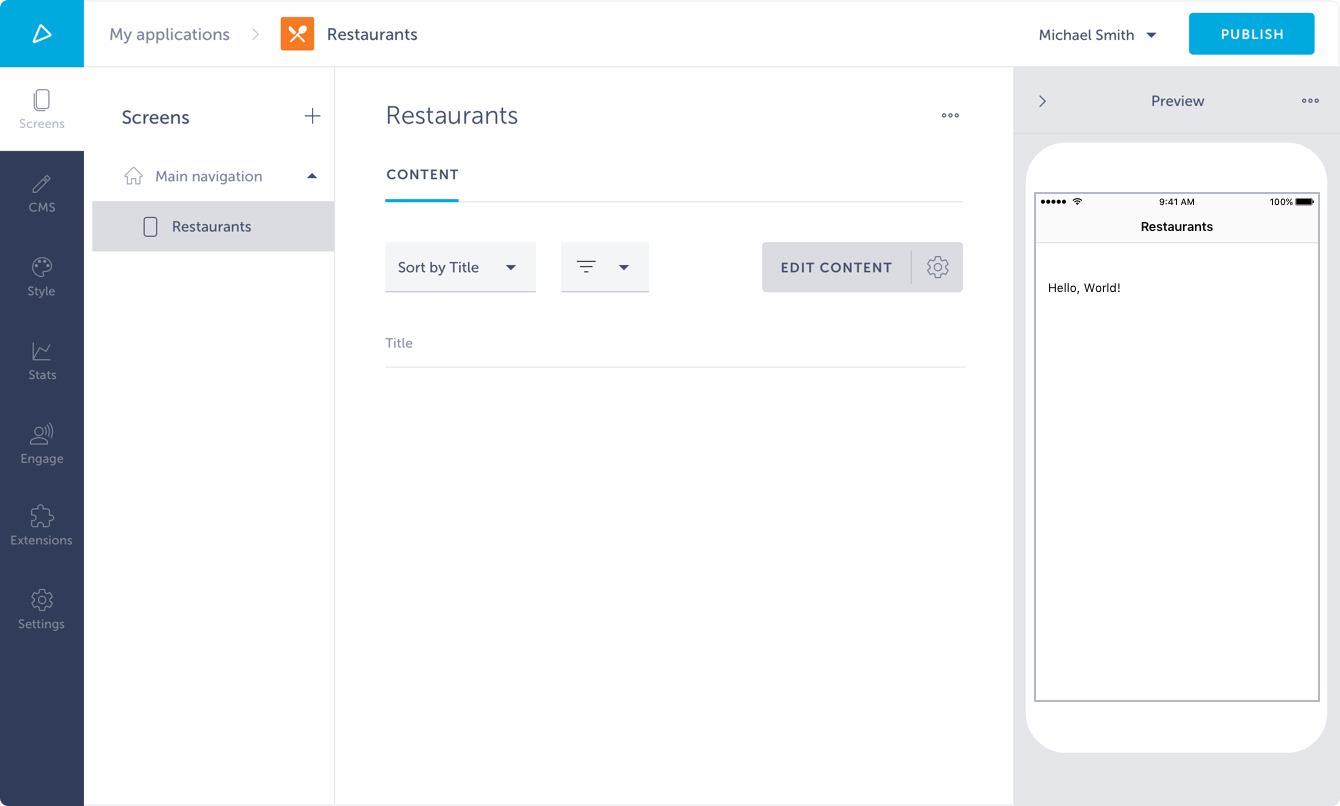 My applications
Restaurants
Michael Smith
PUBLISH
Screens
CMS
Style
Stats
Engage
Extensions
Settings
Screens
Main navigation
Restaurants
Restaurants
CONTENT
Sort by Title
EDIT CONTENT
Title
Preview
9:41 AM
100%
Restaurants
Hello, World!